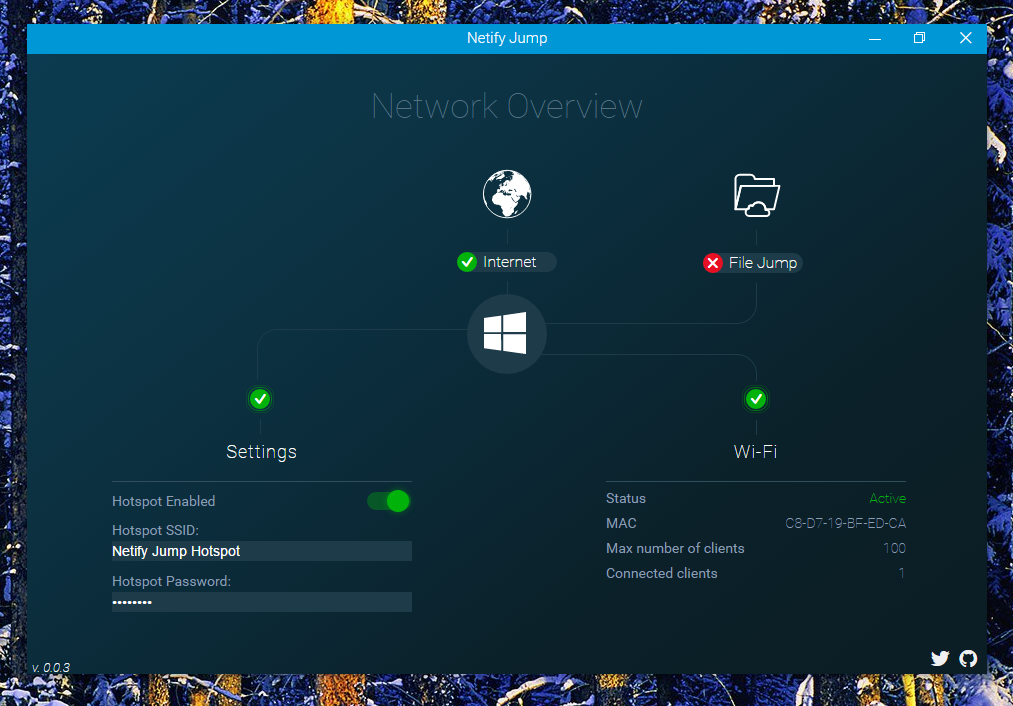 Netify Jump
Network Overview
Internet
File Jump
Settings
Hotspot Enabled
Hotspot SSID:
Netify Jump Hotspot
Hotspot Password:
••••••••
Wi-Fi
Status Active
MAC C8-D7-19-BF-ED-CA
Max number of clients 100
Connected clients 1
v. 0.0.3